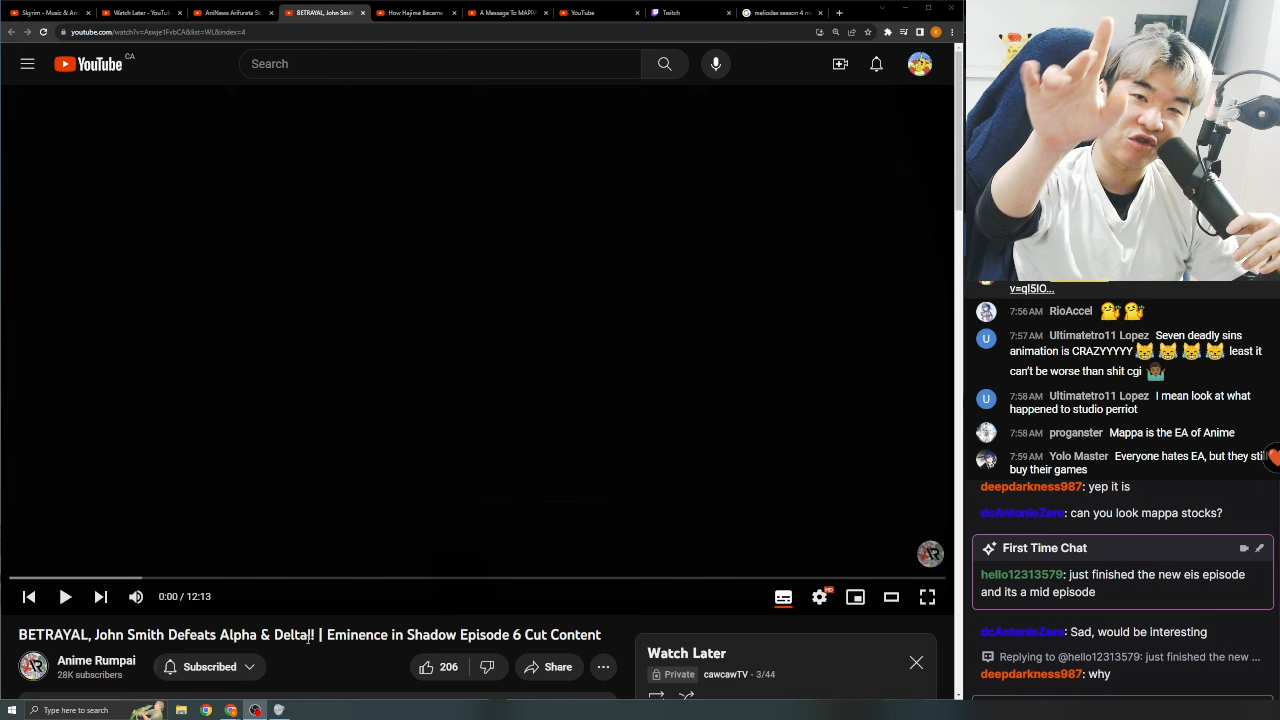 Skyrim - Music & Am
Watch Later - YouTub
AniNews Arifureta St
BETRAYAL, John Smit
How Hajime Became
A Message To MAPP
YouTube
Twitch
meliodas season 4 m
youtube.com/watch?v=Aswje1FvbCA&list=WL&index=4
YouTube CA
Search
0:00 / 12:13
HD
BETRAYAL, John Smith Defeats Alpha & Delta!! | Eminence in Shadow Episode 6 Cut Content
Anime Rumpai
28K subscribers
Subscribed
206
Share
Watch Later
Private
cawcawTV - 3/44
Type here to search
v=ql5lO...
7:56 AM RioAccel
7:57 AM Ultimatetro11 Lopez Seven deadly sins
animation is CRAZYYYYY least it
can't be worse than shit cgi
7:58 AM Ultimatetro11 Lopez I mean look at what
happened to studio perriot
7:58 AM proganster Mappa is the EA of Anime
7:59 AM Yolo Master Everyone hates EA, but they still
buy their games
deepdarkness987: yep it is
dcAntonioZero: can you look mappa stocks?
First Time Chat
hello12313579: just finished the new eis episode
and its a mid episode
dcAntonioZero: Sad, would be interesting
Replying to @hello12313579: just finished the new ...
deepdarkness987: why